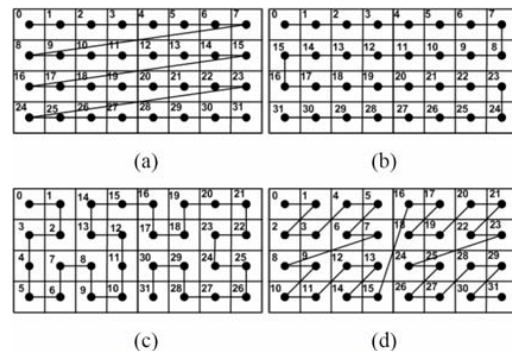 0 1 2 3 4 5 6 7
8 9 10 11 12 13 14 15
16 17 18 19 20 21 22 23
24 25 26 27 28 29 30 31
(a)
0 1 2 3 4 5 6 7
15 14 13 12 11 10 9 8
16 17 18 19 20 21 22 23
31 30 29 28 27 26 25 24
(b)
0 1 14 15 16 19 20 21
3 2 13 12 17 18 23 22
4 7 8 11 30 29 24 25
5 6 9 10 31 28 27 26
(c)
0 1 4 5 16 17 20 21
2 3 6 7 18 19 22 23
8 9 12 13 24 25 28 29
10 11 14 15 26 27 30 31
(d)